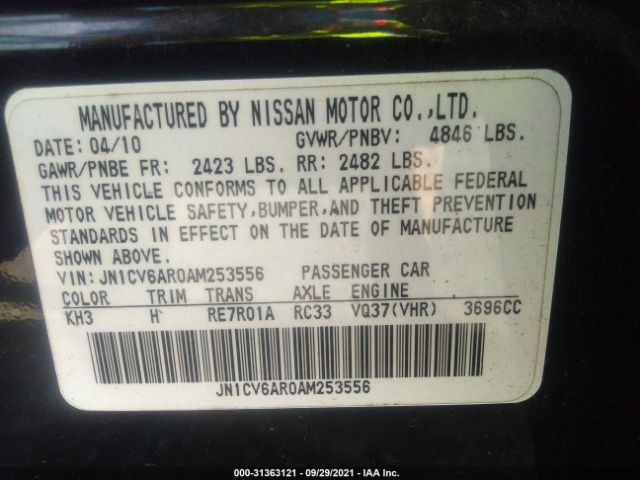 MANUFACTURED BY NISSAN MOTOR CO.,LTD.
DATE: 04/10 GVWR/PNBV: 4846 LBS.
GAWR/PNBE FR: 2423 LBS. RR: 2482 LBS.
THIS VEHICLE CONFORMS TO ALL APPLICABLE FEDERAL
MOTOR VEHICLE SAFETY,BUMPER,AND THEFT PREVENTION
STANDARDS IN EFFECT ON THE DATE OF MANUFACTURE
SHOWN ABOVE.
VIN:JN1CV6AR0AM253556 PASSENGER CAR
COLOR TRIM TRANS AXLE ENGINE
KH3 H RE7R01A RC33 VQ37(VHR) 3696CC
JN1CV6AR0AM253556
000-31363121 - 09/29/2021 - IAA Inc.